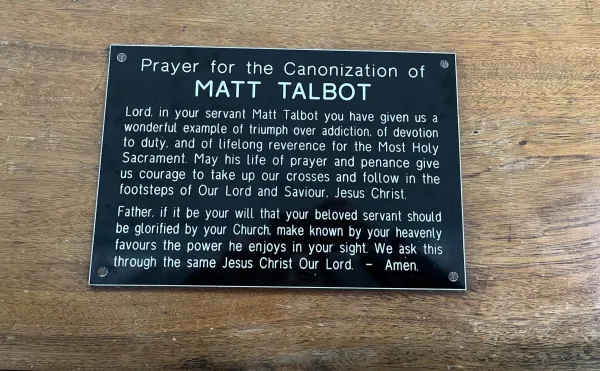 Prayer for the Canonization of
MATT TALBOT
Lord, in your servant Matt Talbot you have given us a
wonderful example of triumph over addiction, of devotion
to duty, and of lifelong reverence for the Most Holy
Sacrament. May his life of prayer and penance give
us courage to take up our crosses and follow in the
footsteps of Our Lord and Saviour, Jesus Christ.
Father, if it be your will that your beloved servant should
be glorified by your Church, make known by your heavenly
favours the power he enjoys in your sight. We ask this
through the same Jesus Christ Our Lord. – Amen.